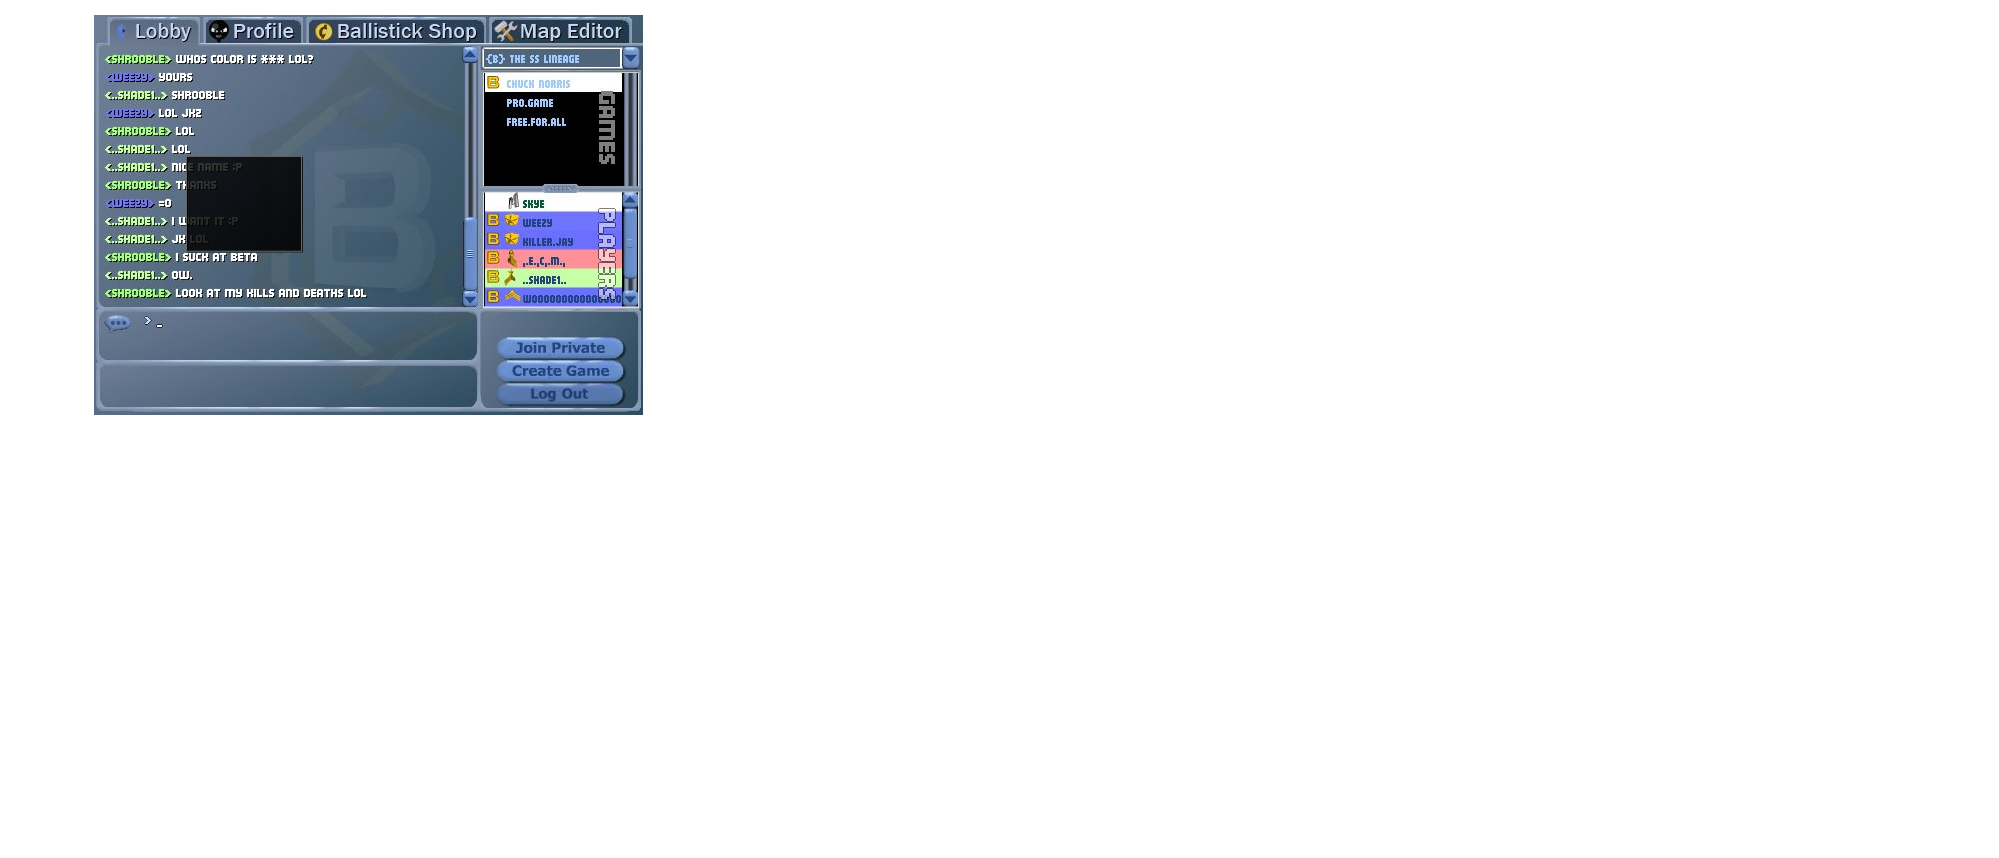 Lobby Profile Ballistick Shop Map Editor
<SHROOBLE> WHOS COLOR IS *** LOL?
<WEEZY> YOURS
<..SHADE1..> SHROOBLE
<WEEZY> LOL JKZ
<SHROOBLE> LOL
<..SHADE1..> LOL
<..SHADE1..> NICE NAME :P
<SHROOBLE> THANKS
<WEEZY> =O
<..SHADE1..> I WANT IT :P
<..SHADE1..> JK LOL
<SHROOBLE> I SUCK AT BETA
<..SHADE1..> OW.
<SHROOBLE> LOOK AT MY KILLS AND DEATHS LOL
> _
{B} THE SS LINEAGE
B CHUCK NORRIS
PRO.GAME
FREE.FOR.ALL
GAMES
SKYE
B WEEZY
B KILLER.JAY
B ,.E.,C,.M.,
B ..SHADE1..
B
PLAYERS
Join Private
Create Game
Log Out